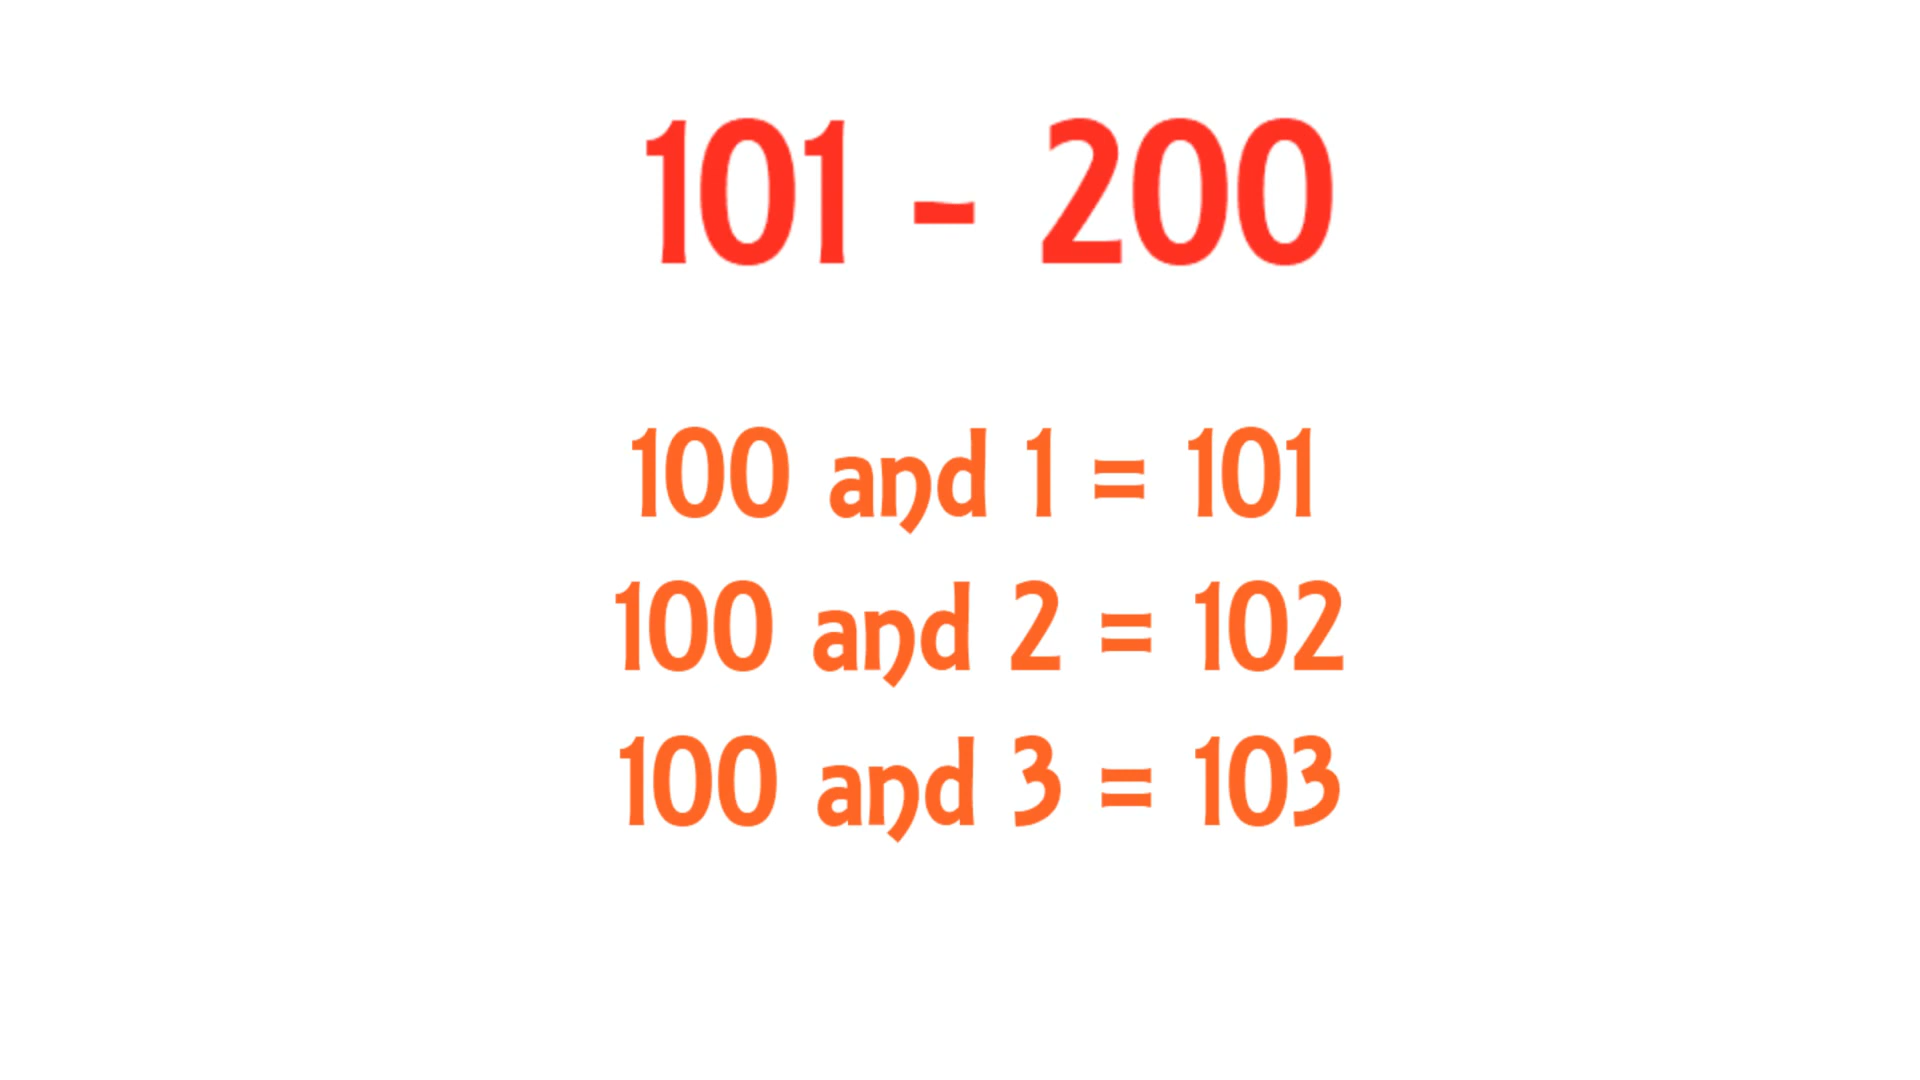 101 - 200
100 and 1 = 101
100 and 2 = 102
100 and 3 = 103